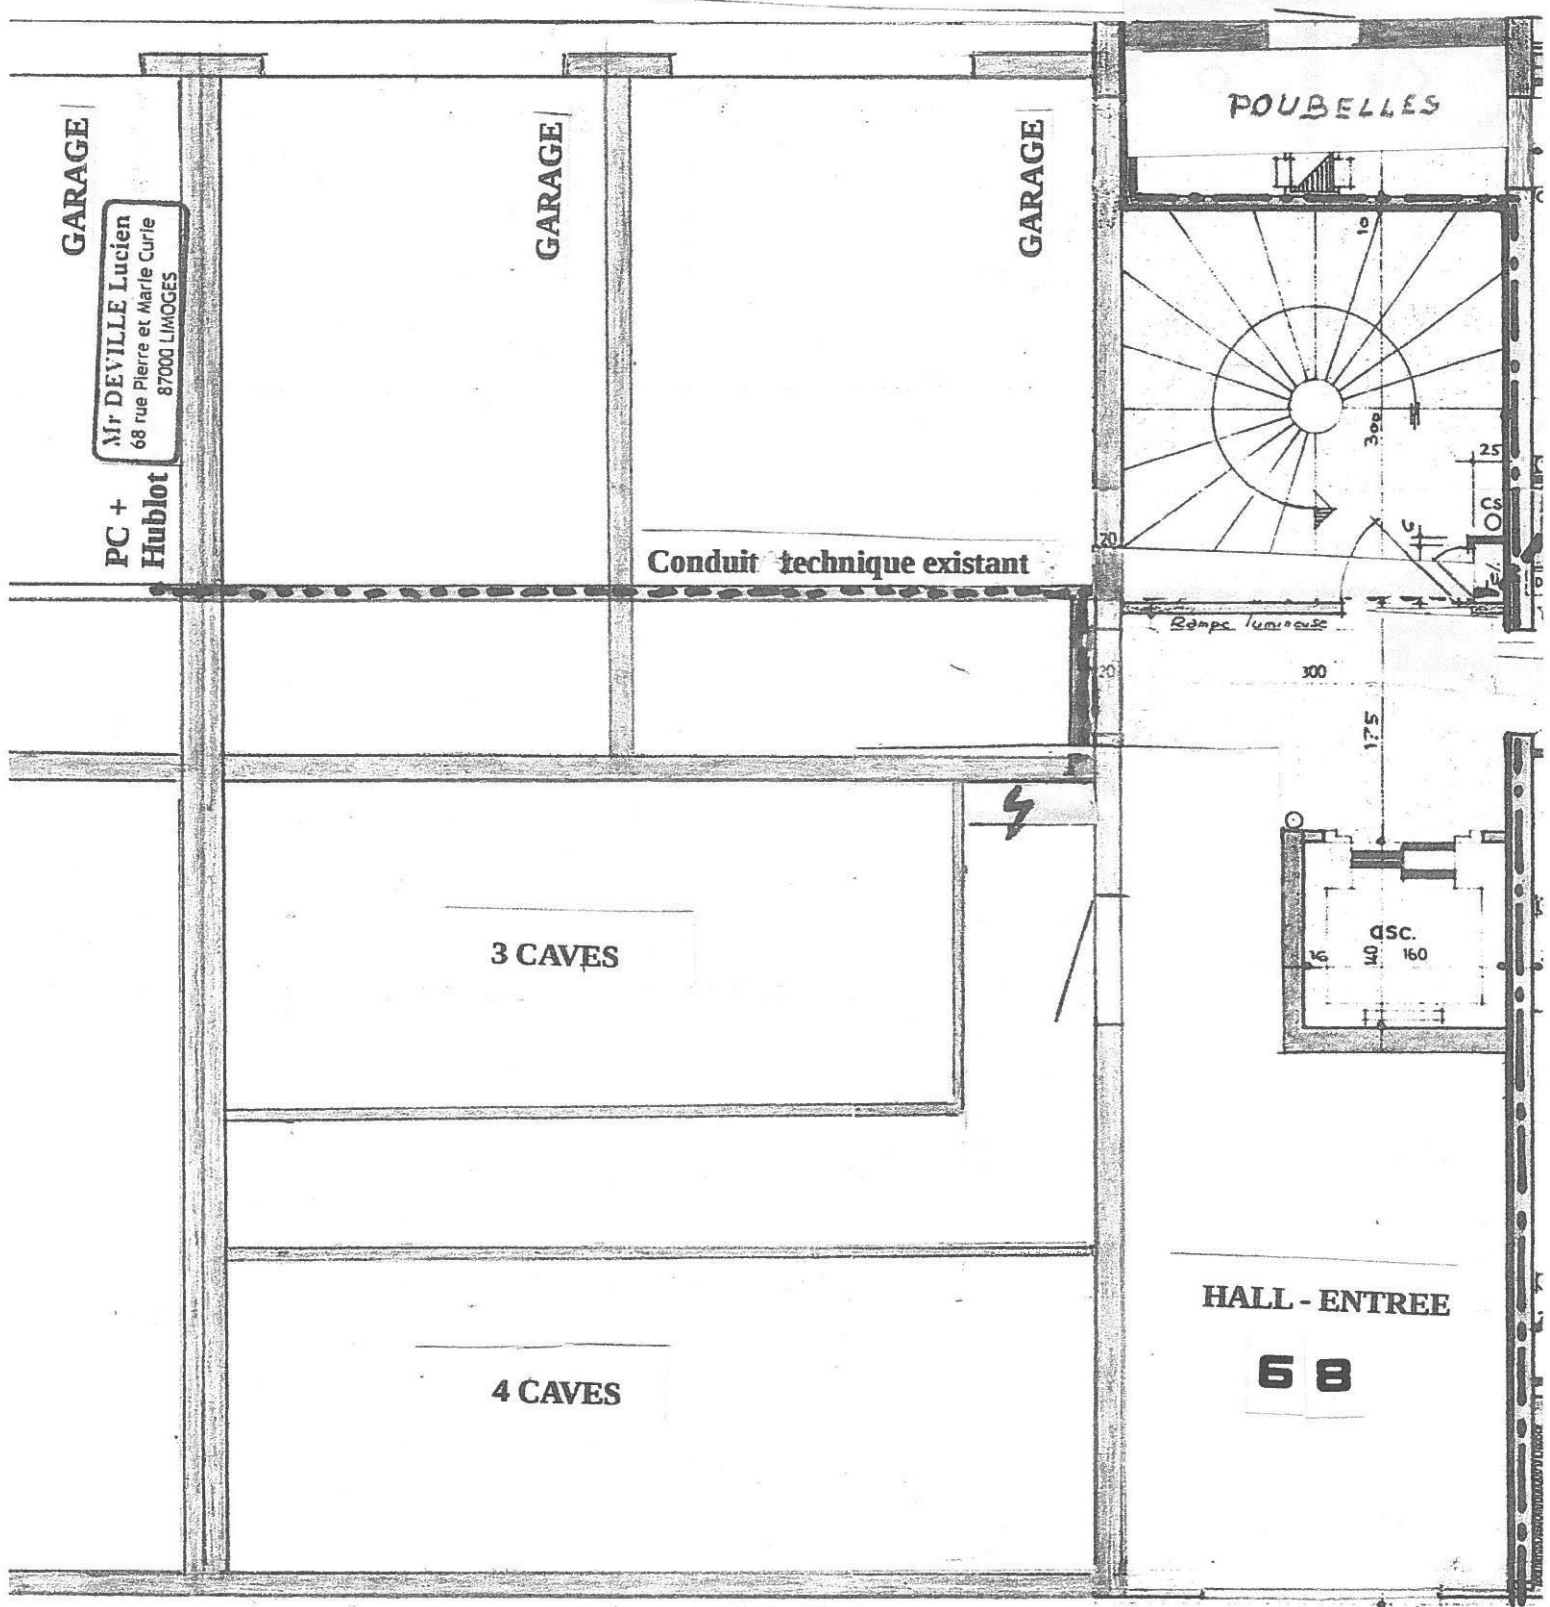 POUBELLES
GARAGE
GARAGE
GARAGE
Mr DEVILLE Lucien
68 rue Pierre et Marie Curie
87000 LIMOGES
PC +
Hublot
Conduit technique existant
10
300
25
CS
20
Tel.
Rampe lumineuse
20
300
175
asc.
16
140
160
3 CAVES
HALL - ENTREE
68
4 CAVES